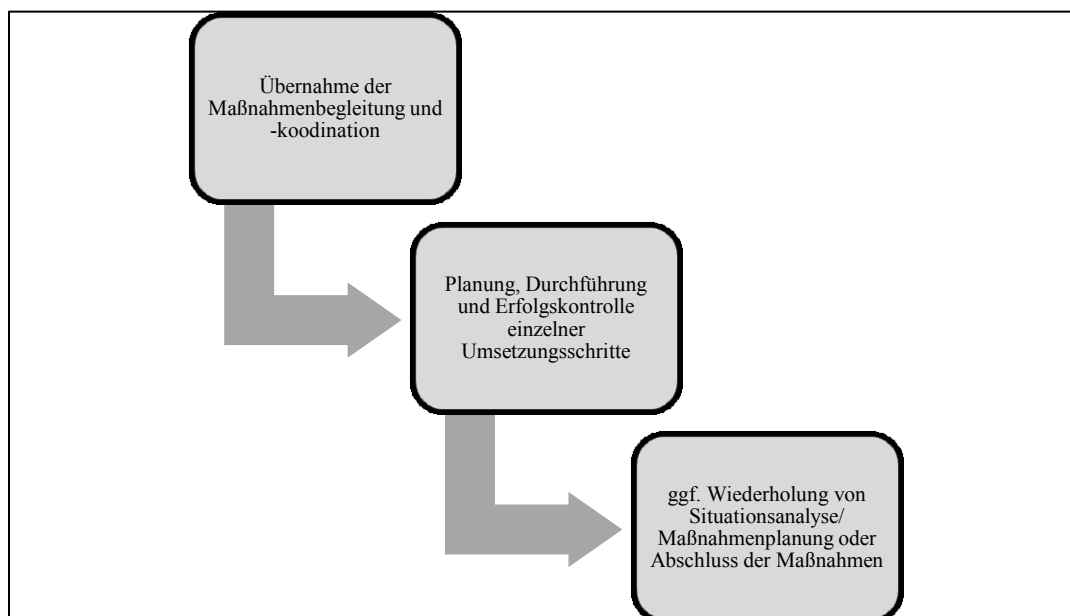 Übernahme der
Maßnahmenbegleitung und
-koodination
Planung, Durchführung
und Erfolgskontrolle
einzelner
Umsetzungsschritte
ggf. Wiederholung von
Situationsanalyse/
Maßnahmenplanung oder
Abschluss der Maßnahmen